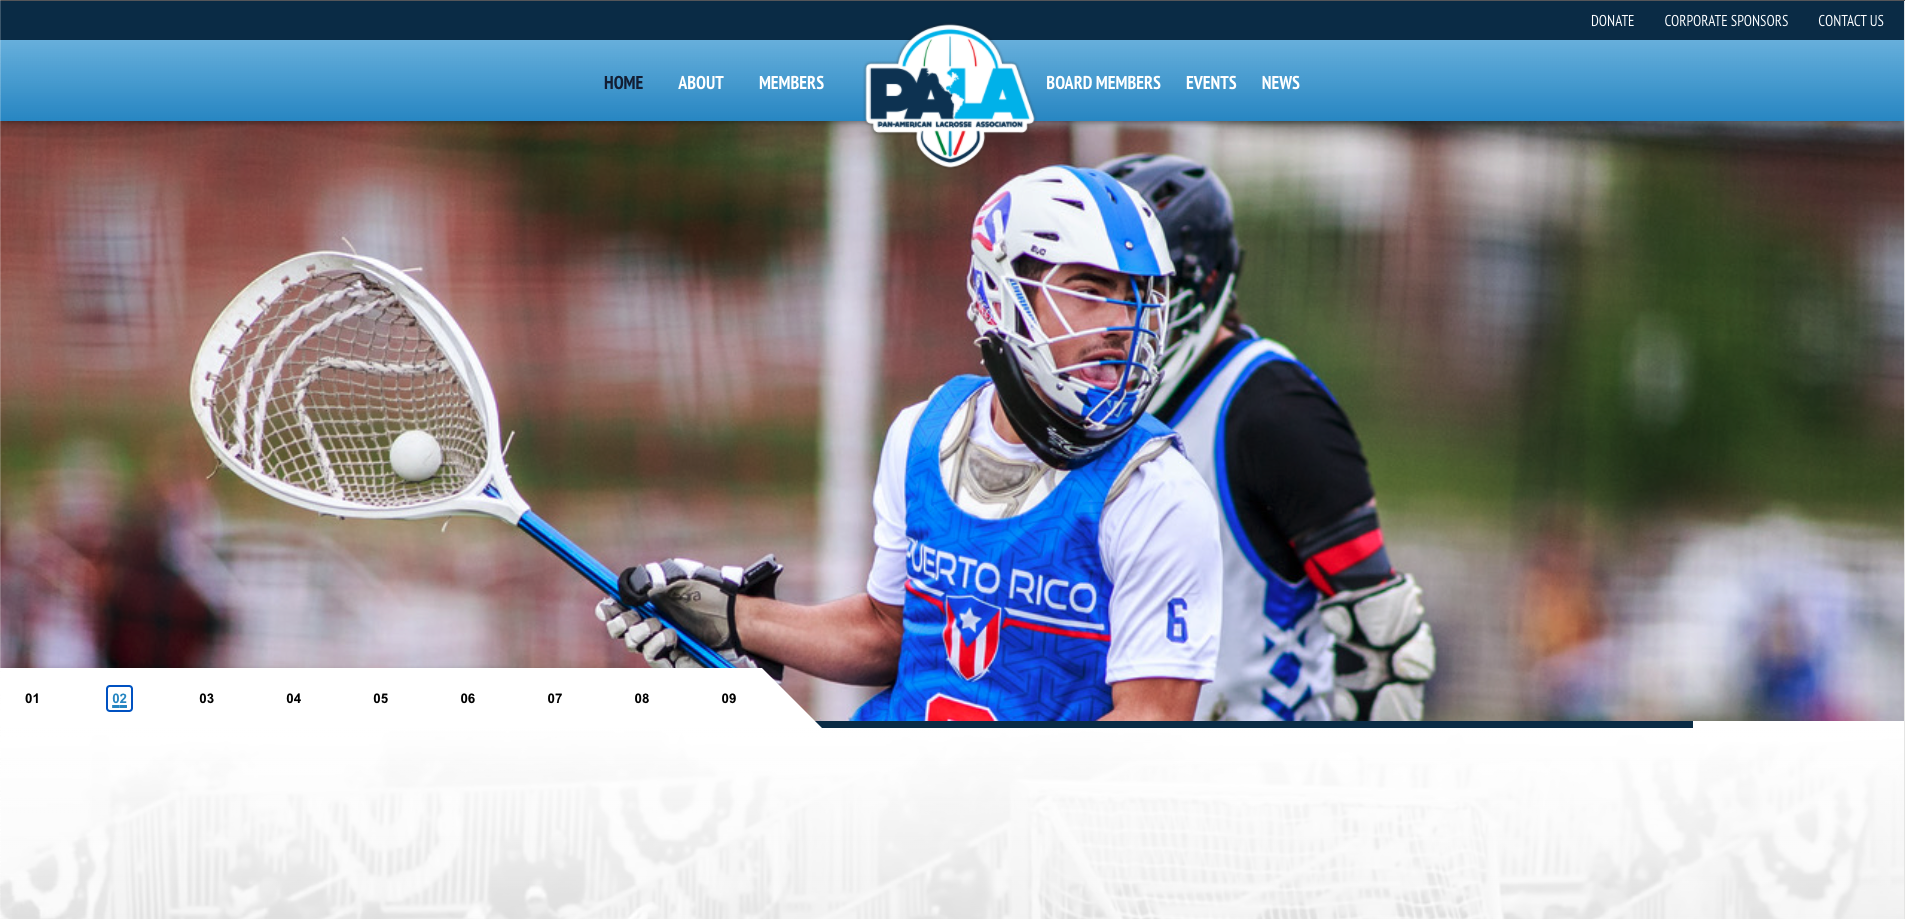 DONATE CORPORATE SPONSORS CONTACT US
HOME ABOUT MEMBERS BOARD MEMBERS EVENTS NEWS
PALA
PAN-AMERICAN LACROSSE ASSOCIATION
PUERTO RICO
6
01 02 03 04 05 06 07 08 09